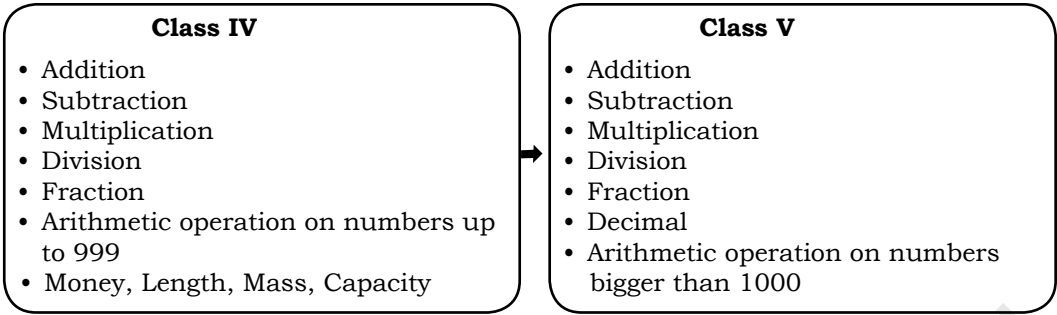 Class IV
• Addition
• Subtraction
• Multiplication
• Division
• Fraction
• Arithmetic operation on numbers up
to 999
• Money, Length, Mass, Capacity
Class V
• Addition
• Subtraction
• Multiplication
• Division
• Fraction
• Decimal
• Arithmetic operation on numbers
bigger than 1000